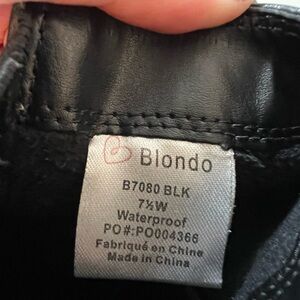 Blondo
B7080 BLK
7½W
Waterproof
PO#:PO004366
Fabriqué en Chine
Made in China